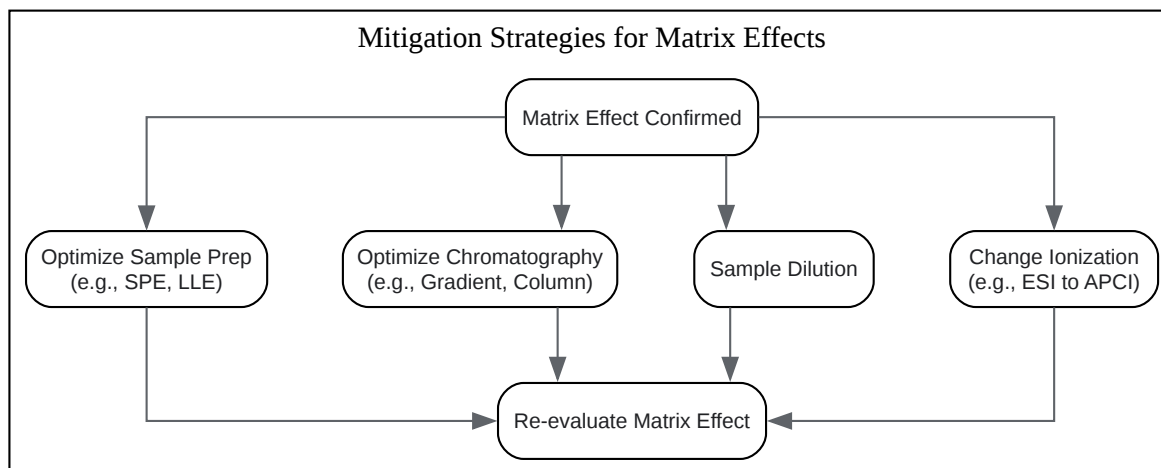 Mitigation Strategies for Matrix Effects
Matrix Effect Confirmed
Optimize Sample Prep
(e.g., SPE, LLE)
Optimize Chromatography
(e.g., Gradient, Column)
Sample Dilution
Change Ionization
(e.g., ESI to APCI)
Re-evaluate Matrix Effect